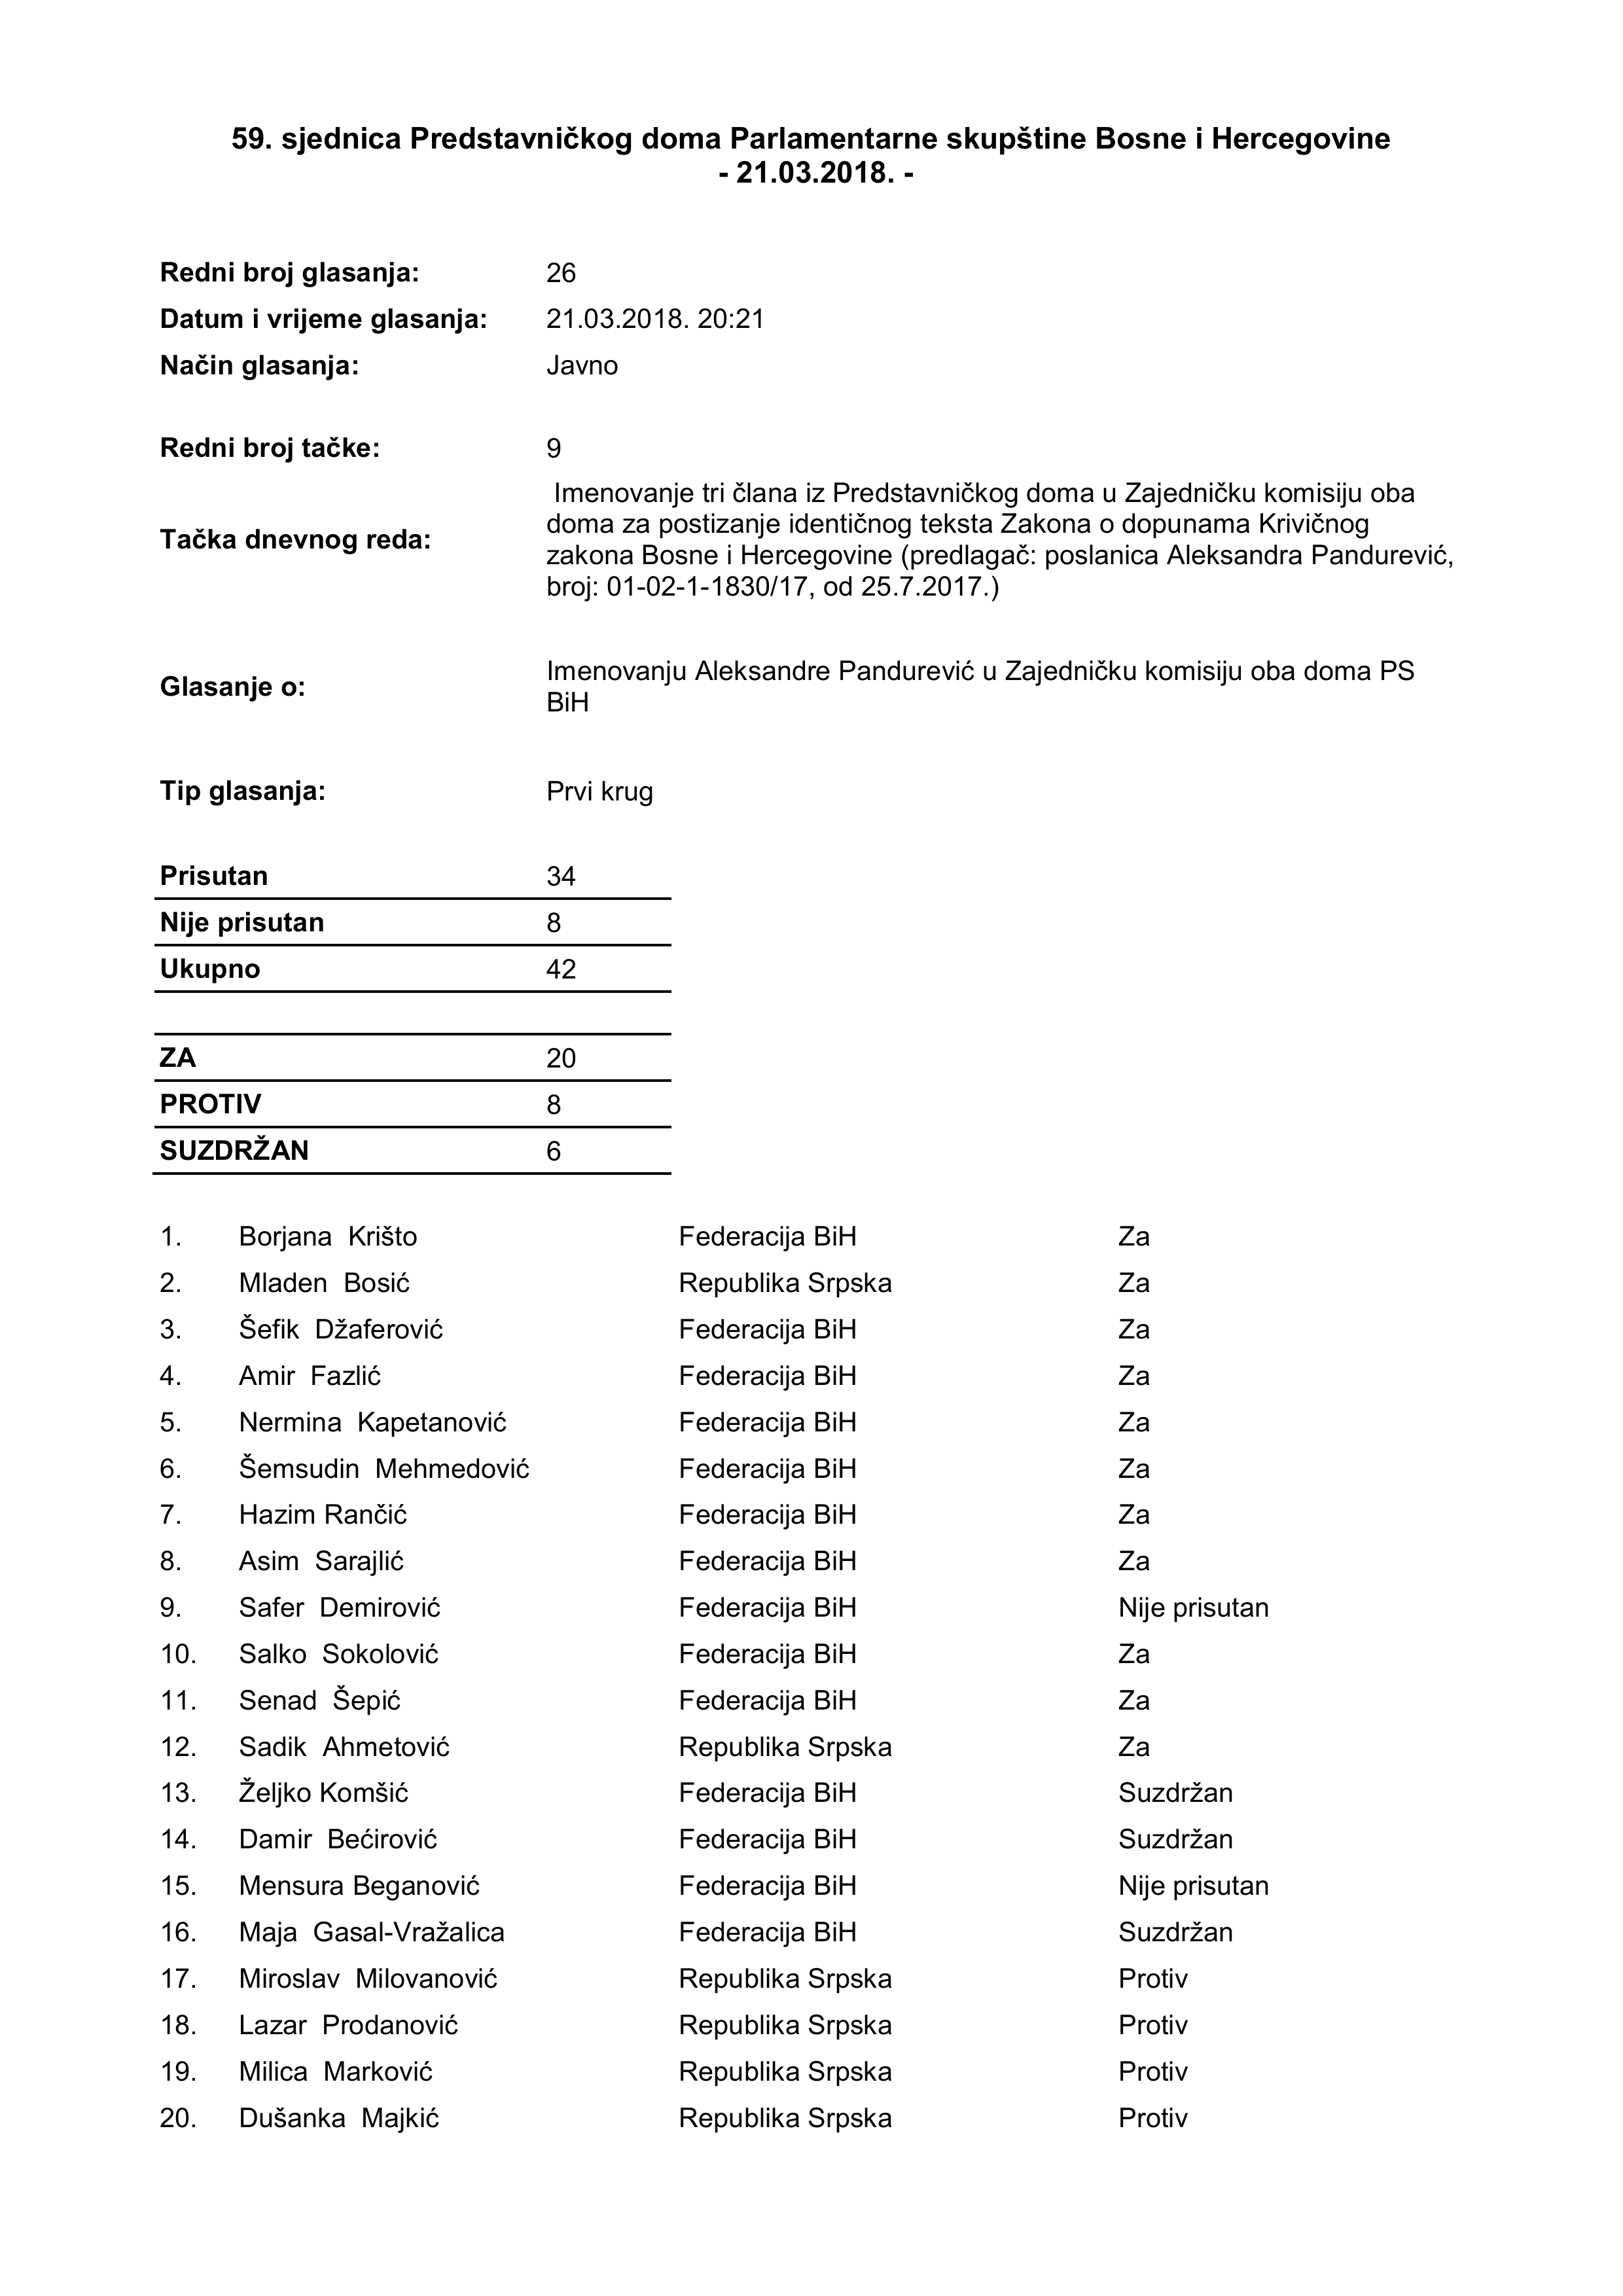 59. sjednica Predstavničkog doma Parlamentarne skupštine Bosne i Hercegovine
- 21.03.2018. -
Redni broj glasanja: 26
Datum i vrijeme glasanja: 21.03.2018. 20:21
Način glasanja: Javno
Redni broj tačke: 9
Tačka dnevnog reda: Imenovanje tri člana iz Predstavničkog doma u Zajedničku komisiju oba
doma za postizanje identičnog teksta Zakona o dopunama Krivičnog
zakona Bosne i Hercegovine (predlagač: poslanica Aleksandra Pandurević,
broj: 01-02-1-1830/17, od 25.7.2017.)
Glasanje o: Imenovanju Aleksandre Pandurević u Zajedničku komisiju oba doma PS
BiH
Tip glasanja: Prvi krug
Prisutan 34
Nije prisutan 8
Ukupno 42
ZA 20
PROTIV 8
SUZDRŽAN 6
1. Borjana Krišto Federacija BiH Za
2. Mladen Bosić Republika Srpska Za
3. Šefik Džaferović Federacija BiH Za
4. Amir Fazlić Federacija BiH Za
5. Nermina Kapetanović Federacija BiH Za
6. Šemsudin Mehmedović Federacija BiH Za
7. Hazim Rančić Federacija BiH Za
8. Asim Sarajlić Federacija BiH Za
9. Safer Demirović Federacija BiH Nije prisutan
10. Salko Sokolović Federacija BiH Za
11. Senad Šepić Federacija BiH Za
12. Sadik Ahmetović Republika Srpska Za
13. Željko Komšić Federacija BiH Suzdržan
14. Damir Bećirović Federacija BiH Suzdržan
15. Mensura Beganović Federacija BiH Nije prisutan
16. Maja Gasal-Vražalica Federacija BiH Suzdržan
17. Miroslav Milovanović Republika Srpska Protiv
18. Lazar Prodanović Republika Srpska Protiv
19. Milica Marković Republika Srpska Protiv
20. Dušanka Majkić Republika Srpska Protiv